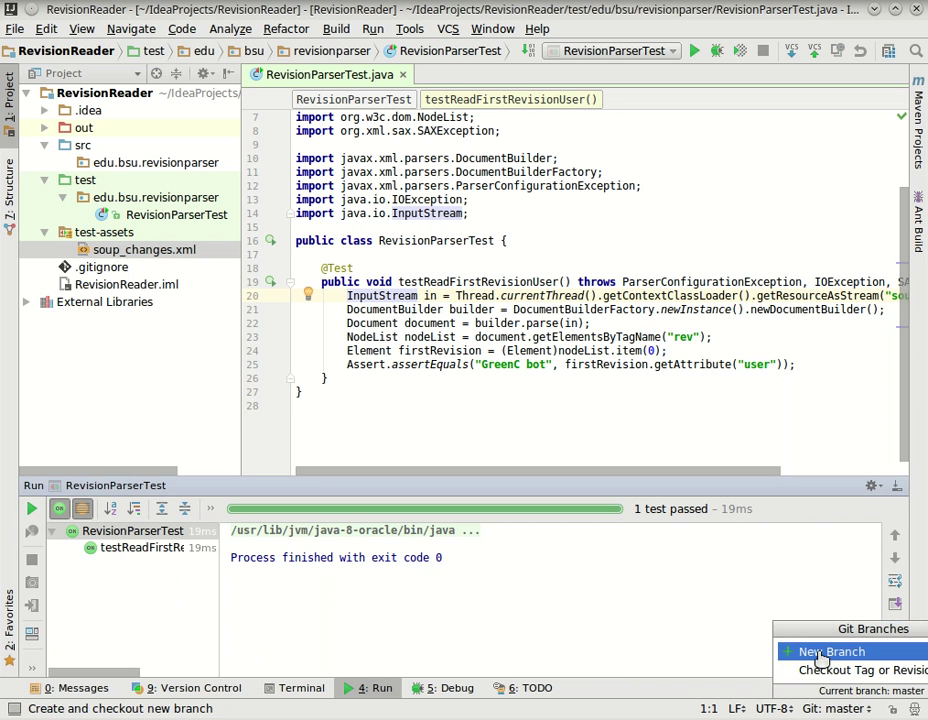 RevisionReader - [~/IdeaProjects/RevisionReader] - [RevisionReader] - ~/IdeaProjects/RevisionReader/test/edu/bsu/revisionparser/RevisionParserTest.java - I...
File Edit View Navigate Code Analyze Refactor Build Run Tools VCS Window Help
RevisionReader test edu bsu revisionparser RevisionParserTest RevisionParserTest VCS VCS
Project RevisionParserTest.java ×
RevisionParserTest testReadFirstRevisionUser()
1: Project
7: Structure
2: Favorites
RevisionReader ~/IdeaProjects/
.idea
out
src
edu.bsu.revisionparser
test
edu.bsu.revisionparser
RevisionParserTest
test-assets
soup_changes.xml
.gitignore
RevisionReader.iml
External Libraries
7 import org.w3c.dom.NodeList;
8 import org.xml.sax.SAXException;
9
10 import javax.xml.parsers.DocumentBuilder;
11 import javax.xml.parsers.DocumentBuilderFactory;
12 import javax.xml.parsers.ParserConfigurationException;
13 import java.io.IOException;
14 import java.io.InputStream;
15
16 public class RevisionParserTest {
17
18 @Test
19 public void testReadFirstRevisionUser() throws ParserConfigurationException, IOException, SA
20 InputStream in = Thread.currentThread().getContextClassLoader().getResourceAsStream("sou
21 DocumentBuilder builder = DocumentBuilderFactory.newInstance().newDocumentBuilder();
22 Document document = builder.parse(in);
23 NodeList nodeList = document.getElementsByTagName("rev");
24 Element firstRevision = (Element)nodeList.item(0);
25 Assert.assertEquals("GreenC bot", firstRevision.getAttribute("user"));
26 }
27 }
28
Maven Projects
Ant Build
Run RevisionParserTest
1 test passed – 19ms
RevisionParserTest 19ms
testReadFirstRe 19ms
/usr/lib/jvm/java-8-oracle/bin/java ...
Process finished with exit code 0
Git Branches
+ New Branch
Checkout Tag or Revisio
Current branch: master
0: Messages 9: Version Control Terminal 4: Run 5: Debug 6: TODO
Create and checkout new branch 1:1 LF÷ UTF-8÷ Git: master÷